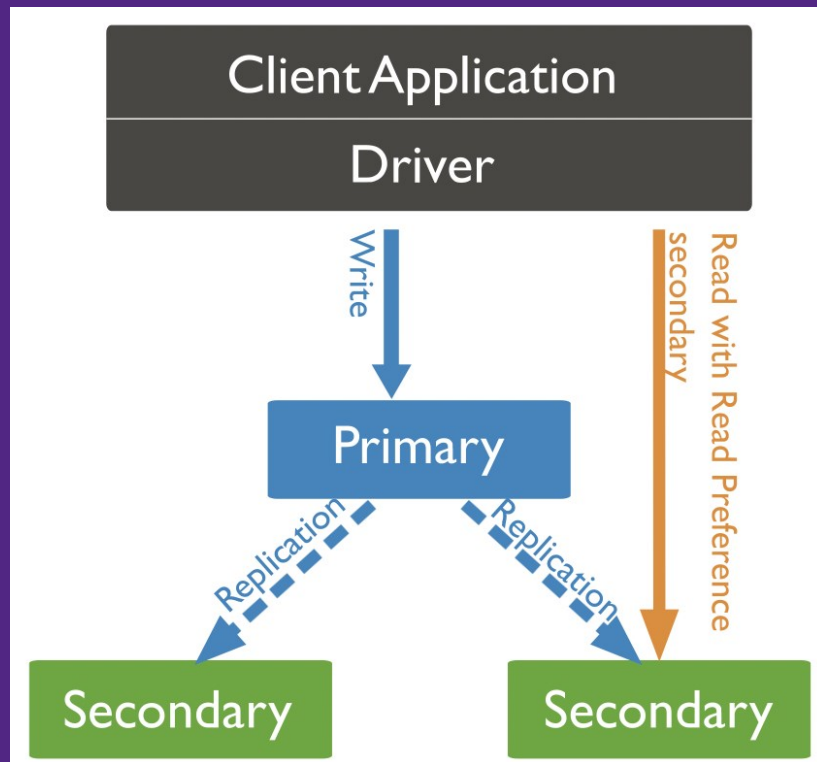 Client Application
Driver
Write
Read with Read Preference
secondary
Primary
Replication
Replication
Secondary
Secondary